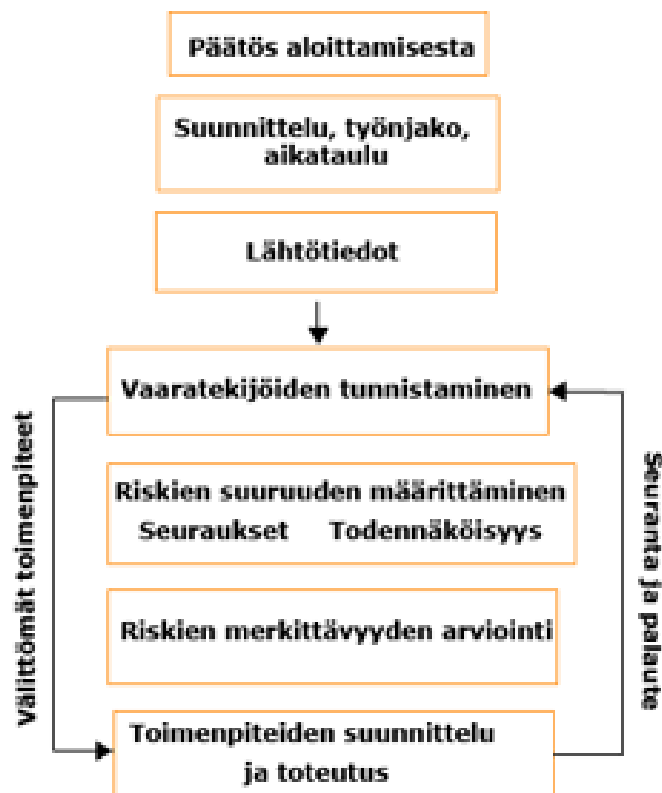 Päätös aloittamisesta
Suunnittelu, työnjako,
aikataulu
Lähtötiedot
Vaaratekijöiden tunnistaminen
Välittömät toimenpiteet
Seuranta ja palaute
Riskien suuruuden määrittäminen
Seuraukset Todennäköisyys
Riskien merkittävyyden arviointi
Toimenpiteiden suunnittelu
ja toteutus